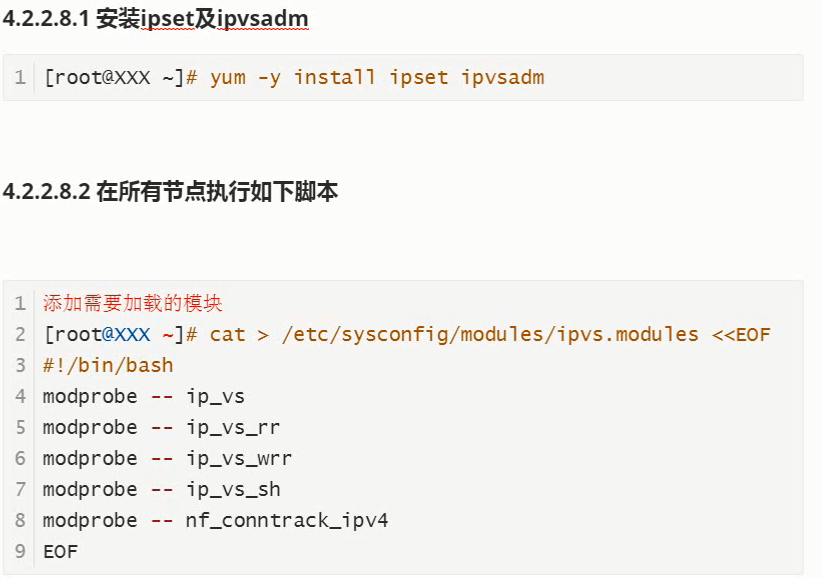 4.2.2.8.1 安装ipset及ipvsadm
1 [root@XXX ~]# yum -y install ipset ipvsadm
4.2.2.8.2 在所有节点执行如下脚本
1 添加需要加载的模块
2 [root@XXX ~]# cat > /etc/sysconfig/modules/ipvs.modules <<EOF
3 #!/bin/bash
4 modprobe -- ip_vs
5 modprobe -- ip_vs_rr
6 modprobe -- ip_vs_wrr
7 modprobe -- ip_vs_sh
8 modprobe -- nf_conntrack_ipv4
9 EOF